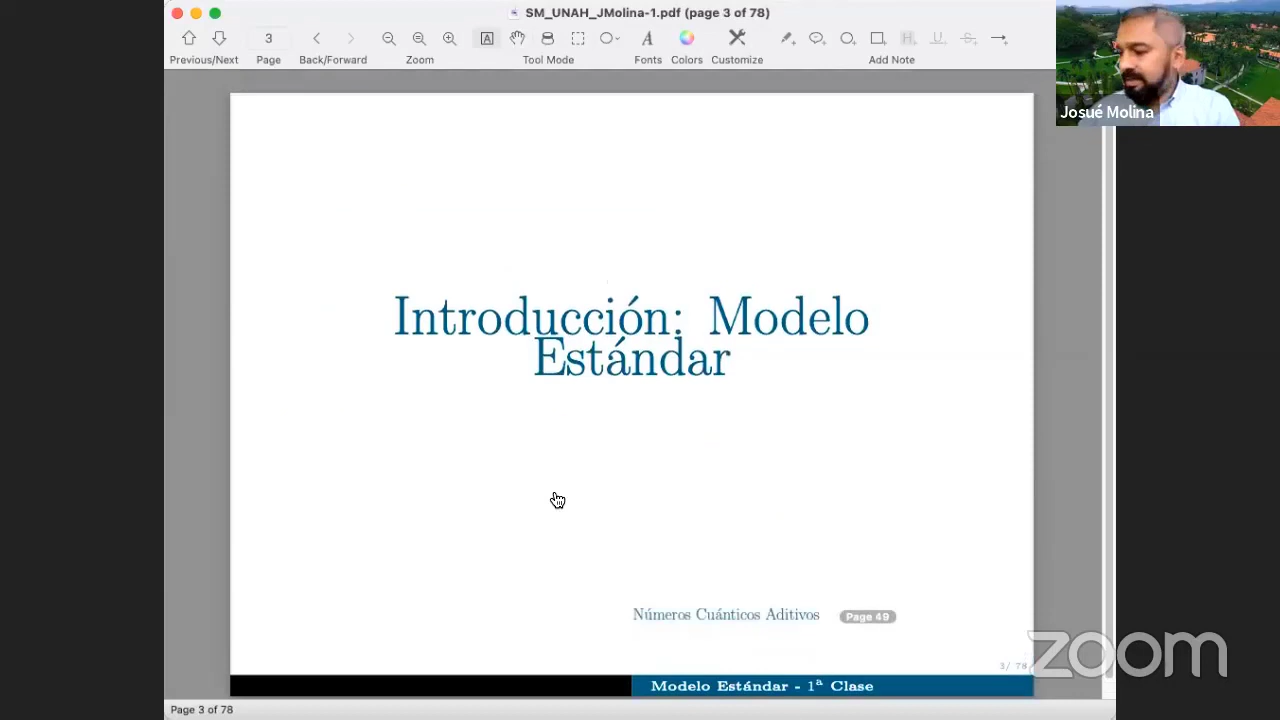 SM_UNAH_JMolina-1.pdf (page 3 of 78)
3
A
A
Previous/Next
Page
Back/Forward
Zoom
Tool Mode
Fonts
Colors
Customize
Add Note
Josué Molina
Introducción: Modelo
Estándar
Números Cuánticos Aditivos
Page 49
3/ 78
zoom
Modelo Estándar - 1ª Clase
Page 3 of 78